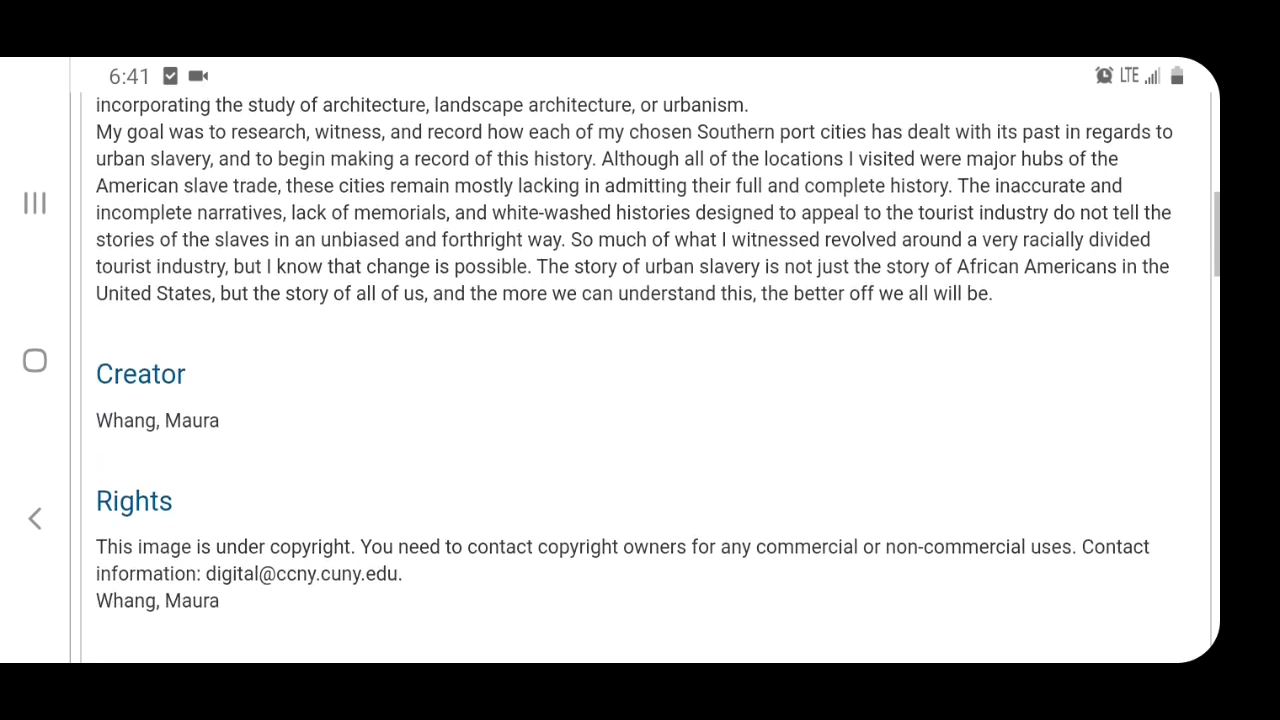 6:41
LTE
incorporating the study of architecture, landscape architecture, or urbanism.
My goal was to research, witness, and record how each of my chosen Southern port cities has dealt with its past in regards to
urban slavery, and to begin making a record of this history. Although all of the locations I visited were major hubs of the
American slave trade, these cities remain mostly lacking in admitting their full and complete history. The inaccurate and
incomplete narratives, lack of memorials, and white-washed histories designed to appeal to the tourist industry do not tell the
stories of the slaves in an unbiased and forthright way. So much of what I witnessed revolved around a very racially divided
tourist industry, but I know that change is possible. The story of urban slavery is not just the story of African Americans in the
United States, but the story of all of us, and the more we can understand this, the better off we all will be.
Creator
Whang, Maura
Rights
This image is under copyright. You need to contact copyright owners for any commercial or non-commercial uses. Contact
information: digital@ccny.cuny.edu.
Whang, Maura